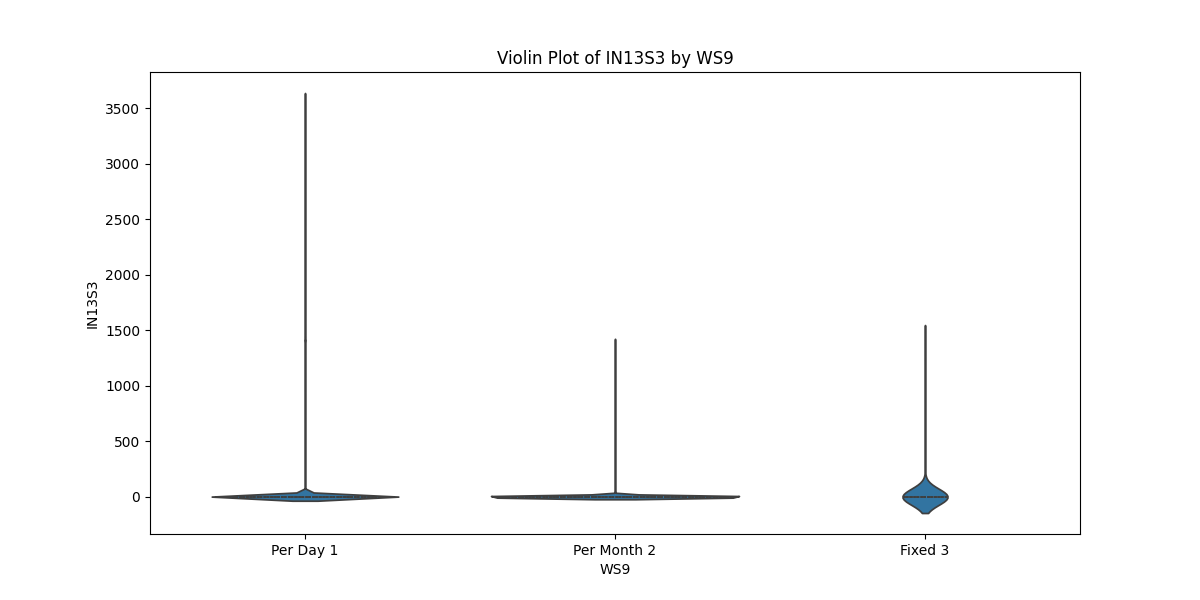 Violin Plot of IN13S3 by WS9
3500
3000
2500
2000
1500
1000
500
0
IN13S3
Per Day 1
Per Month 2
Fixed 3
WS9